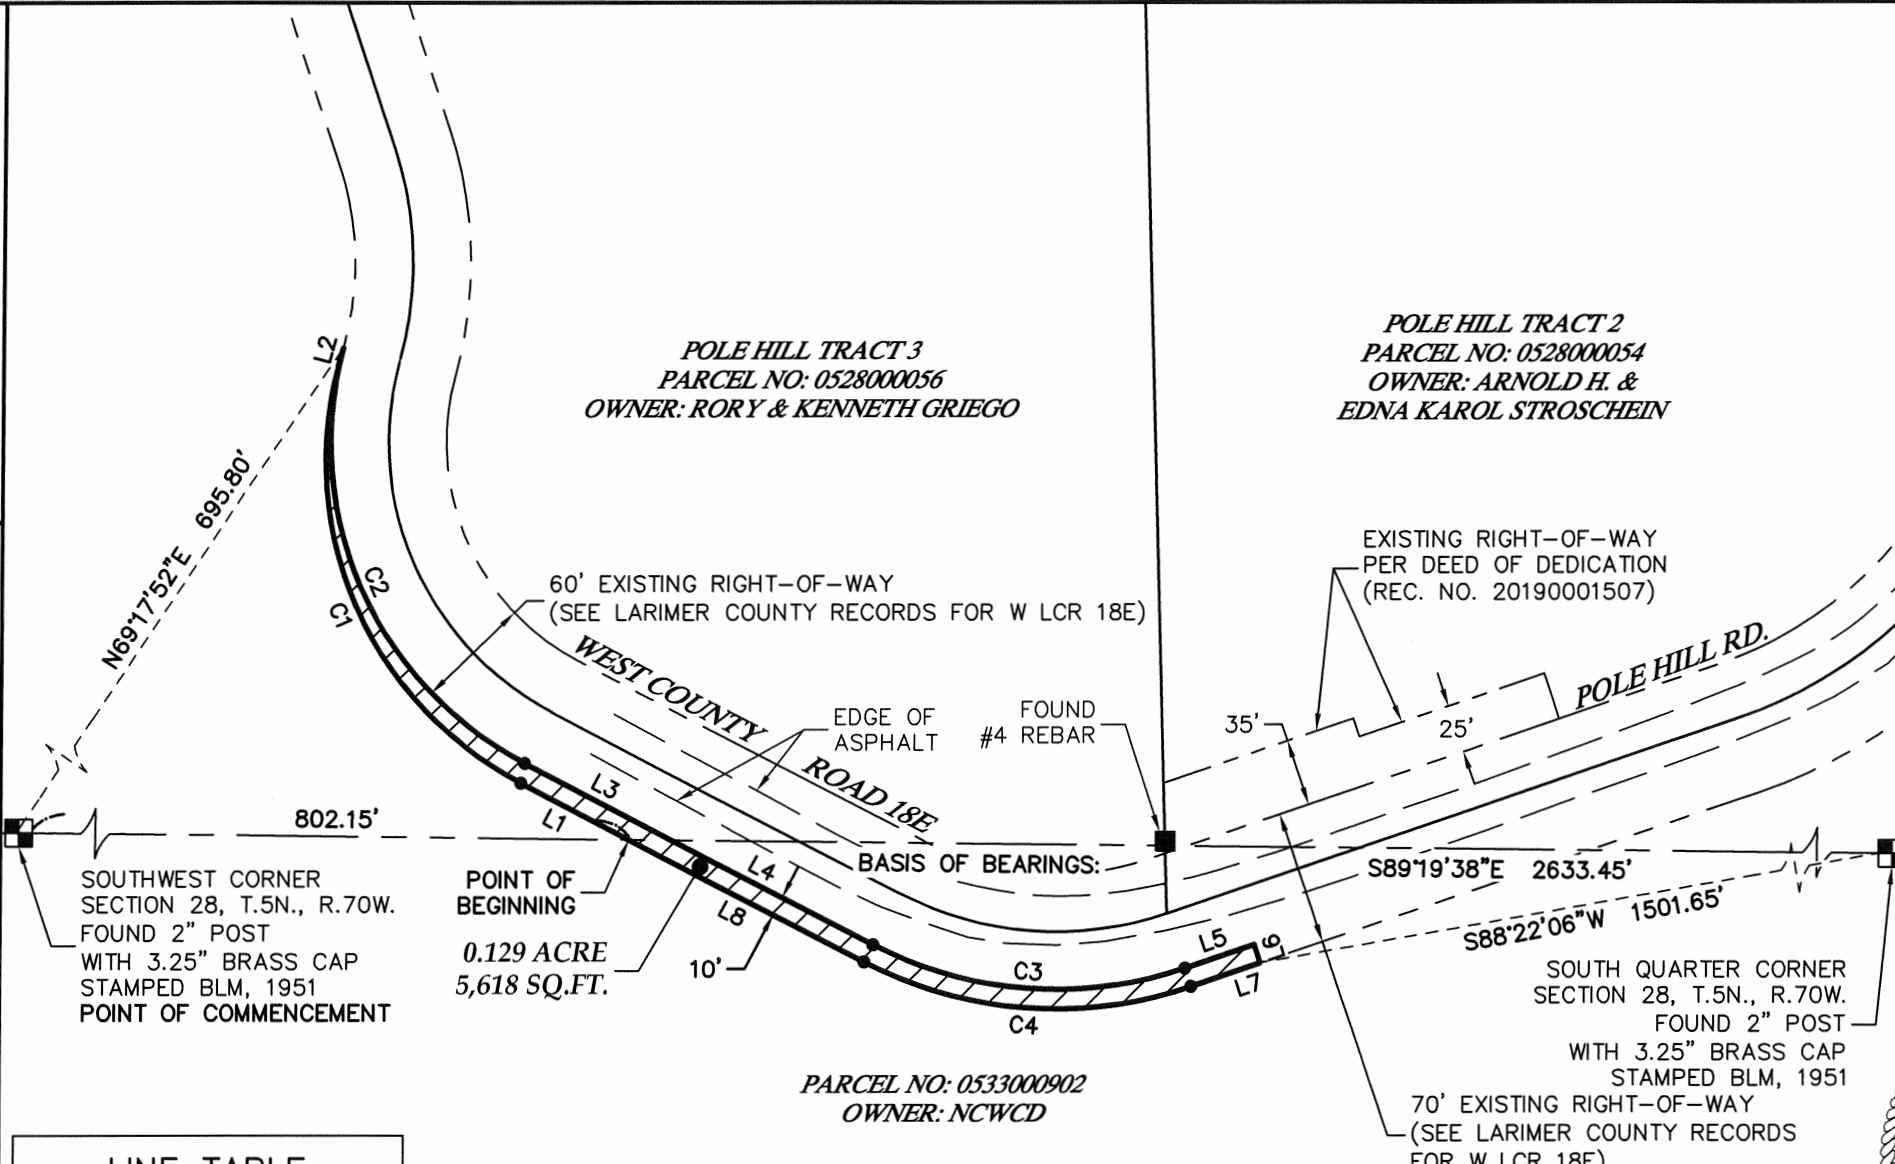 L2
POLE HILL TRACT 3
PARCEL NO: 0528000056
OWNER: RORY & KENNETH GRIEGO
POLE HILL TRACT 2
PARCEL NO: 0528000054
OWNER: ARNOLD H. &
EDNA KAROL STROSCHEIN
N69°17'52"E 695.80'
C2
C1
60' EXISTING RIGHT-OF-WAY
(SEE LARIMER COUNTY RECORDS FOR W LCR 18E)
EXISTING RIGHT-OF-WAY
PER DEED OF DEDICATION
(REC. NO. 20190001507)
WEST COUNTY
ROAD 18E
POLE HILL RD.
EDGE OF
ASPHALT
FOUND
#4 REBAR
35'
25'
L3
L1
802.15'
L4
BASIS OF BEARINGS:
S89°19'38"E 2633.45'
S88°22'06"W 1501.65'
SOUTHWEST CORNER
SECTION 28, T.5N., R.70W.
FOUND 2" POST
WITH 3.25" BRASS CAP
STAMPED BLM, 1951
POINT OF COMMENCEMENT
POINT OF
BEGINNING
L8
0.129 ACRE
5,618 SQ.FT.
10'
C3
C4
L5
L6
L7
SOUTH QUARTER CORNER
SECTION 28, T.5N., R.70W.
FOUND 2" POST
WITH 3.25" BRASS CAP
STAMPED BLM, 1951
PARCEL NO: 0533000902
OWNER: NCWCD
70' EXISTING RIGHT-OF-WAY
(SEE LARIMER COUNTY RECORDS
FOR W LCR 18E)
LINE TABLE